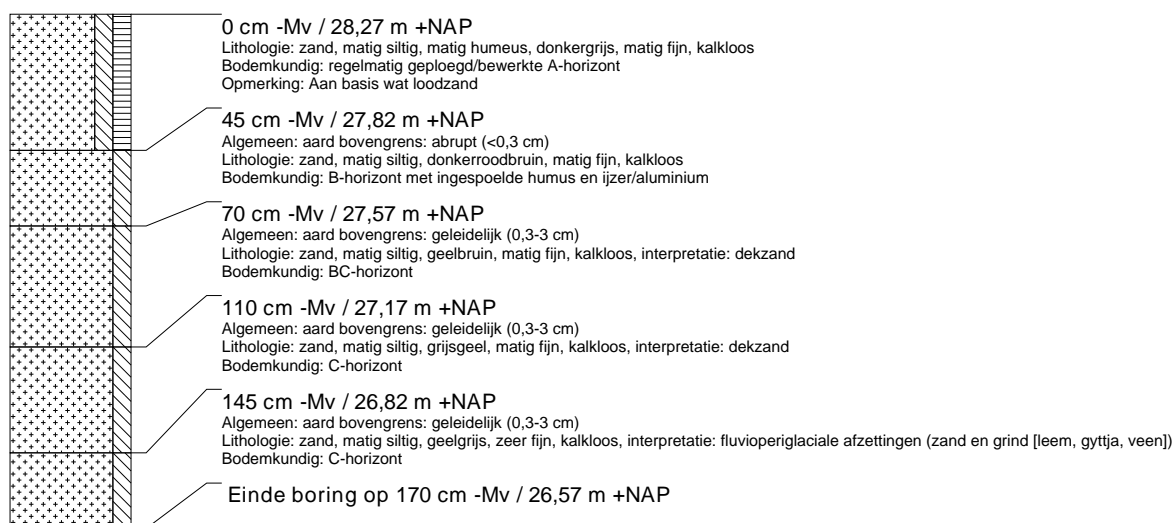 0 cm -Mv / 28,27 m +NAP
Lithologie: zand, matig siltig, matig humeus, donkergrijs, matig fijn, kalkloos
Bodemkundig: regelmatig geploegd/bewerkte A-horizont
Opmerking: Aan basis wat loodzand
45 cm -Mv / 27,82 m +NAP
Algemeen: aard bovengrens: abrupt (<0,3 cm)
Lithologie: zand, matig siltig, donkerroodbruin, matig fijn, kalkloos
Bodemkundig: B-horizont met ingespoelde humus en ijzer/aluminium
70 cm -Mv / 27,57 m +NAP
Algemeen: aard bovengrens: geleidelijk (0,3-3 cm)
Lithologie: zand, matig siltig, geelbruin, matig fijn, kalkloos, interpretatie: dekzand
Bodemkundig: BC-horizont
110 cm -Mv / 27,17 m +NAP
Algemeen: aard bovengrens: geleidelijk (0,3-3 cm)
Lithologie: zand, matig siltig, grijsgeel, matig fijn, kalkloos, interpretatie: dekzand
Bodemkundig: C-horizont
145 cm -Mv / 26,82 m +NAP
Algemeen: aard bovengrens: geleidelijk (0,3-3 cm)
Lithologie: zand, matig siltig, geelgrijs, zeer fijn, kalkloos, interpretatie: fluvioperiglaciale afzettingen (zand en grind [leem, gyttja, veen])
Bodemkundig: C-horizont
Einde boring op 170 cm -Mv / 26,57 m +NAP